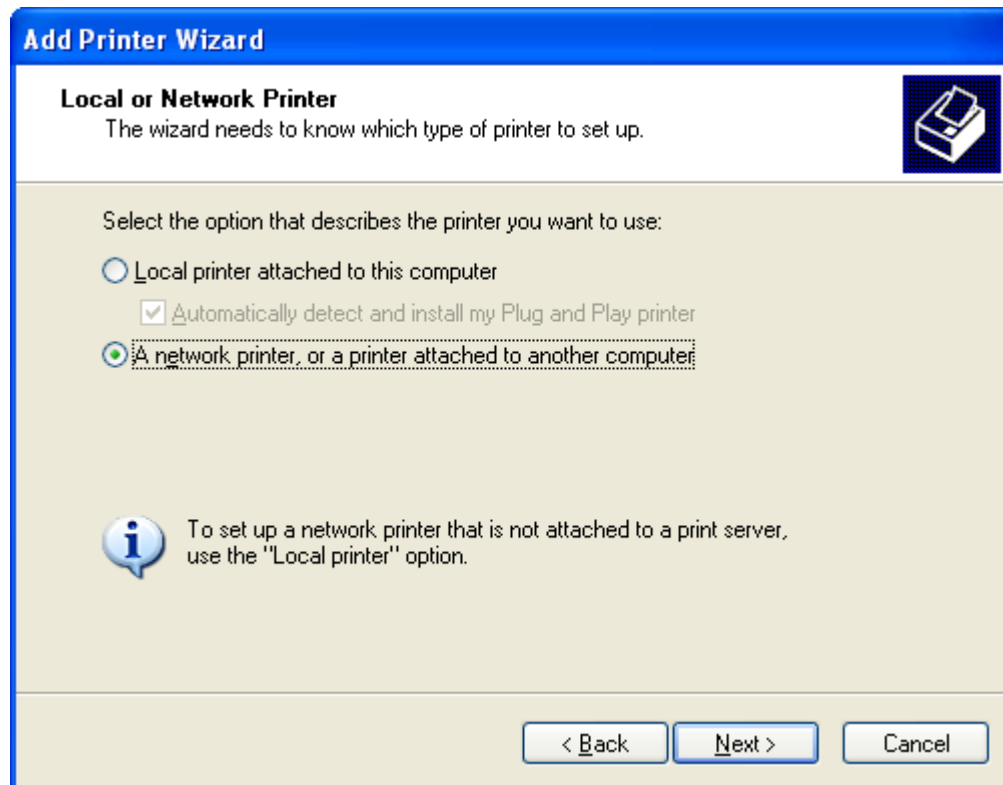 Add Printer Wizard
Local or Network Printer
The wizard needs to know which type of printer to set up.
Select the option that describes the printer you want to use:
Local printer attached to this computer
Automatically detect and install my Plug and Play printer
A network printer, or a printer attached to another computer
To set up a network printer that is not attached to a print server,
use the "Local printer" option.
< Back Next > Cancel